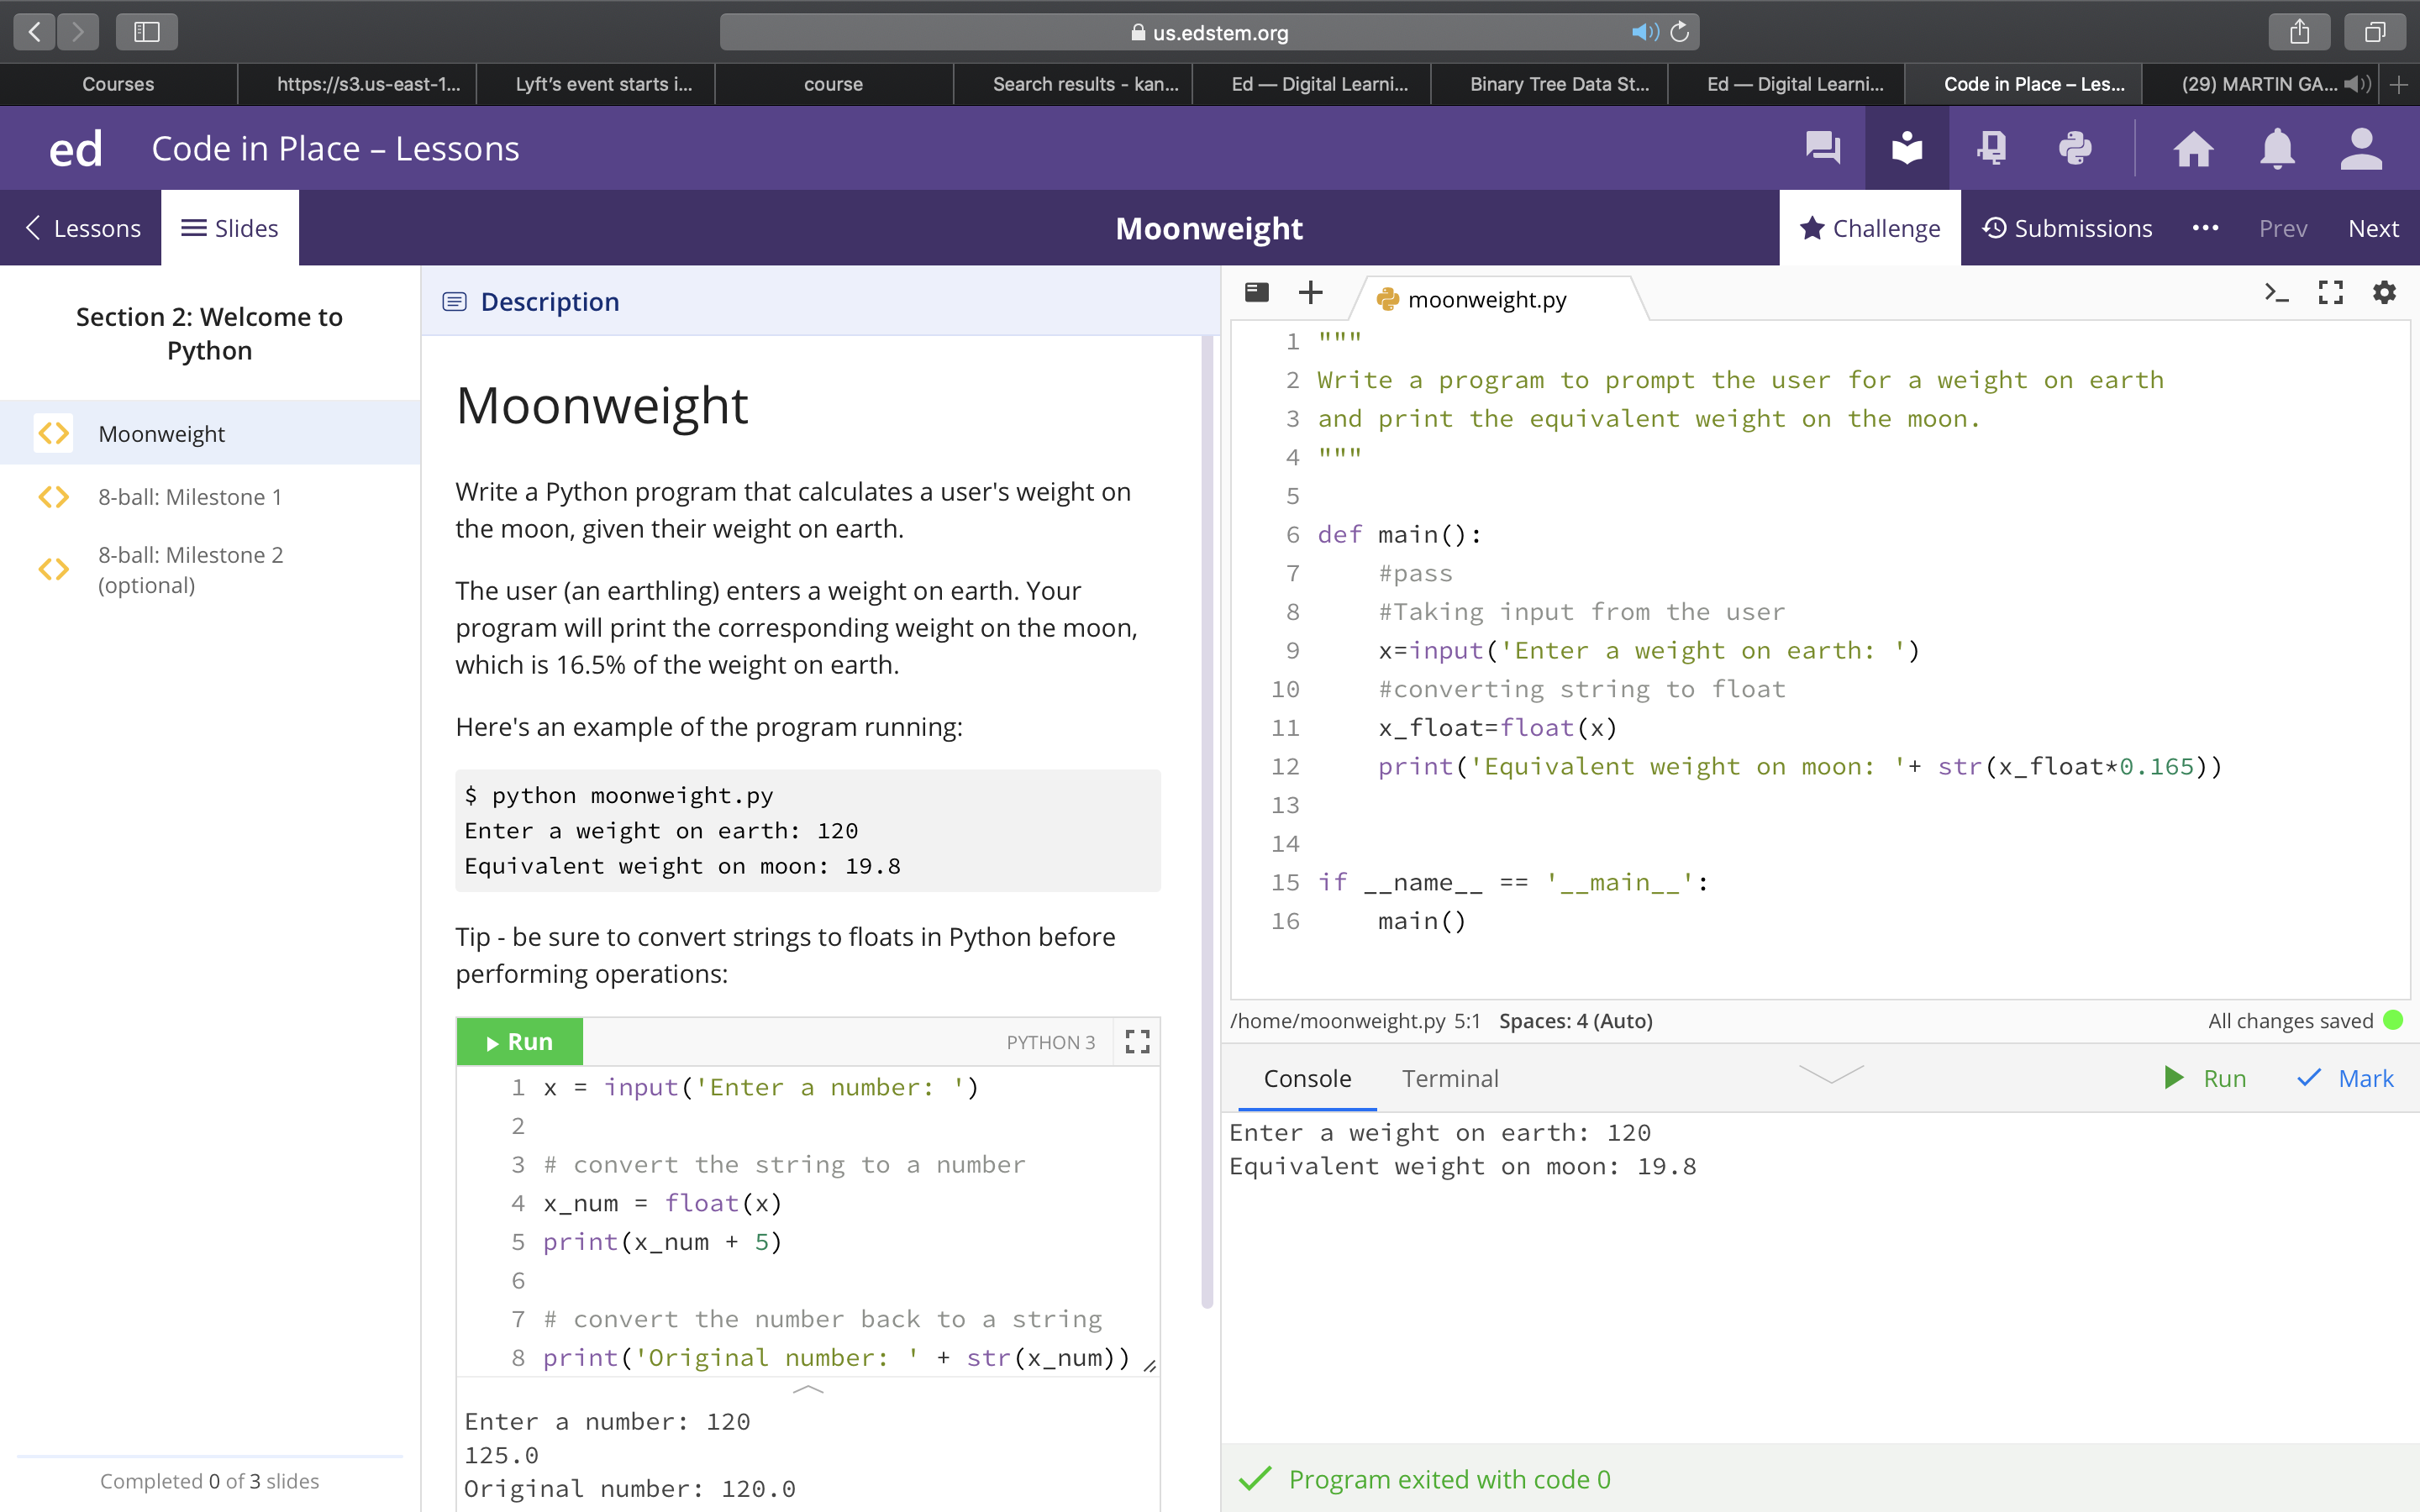 us.edstem.org
Courses
https://s3.us-east-1...
Lyft's event starts i...
course
Search results - kan...
Ed — Digital Learni...
Binary Tree Data St...
Ed — Digital Learni...
Code in Place – Les...
(29) MARTIN GA...
ed
Code in Place – Lessons
Lessons
Slides
Moonweight
Challenge
Submissions
Prev
Next
Section 2: Welcome to
Python
Moonweight
8-ball: Milestone 1
8-ball: Milestone 2
(optional)
Completed 0 of 3 slides
Description
Moonweight
Write a Python program that calculates a user's weight on
the moon, given their weight on earth.
The user (an earthling) enters a weight on earth. Your
program will print the corresponding weight on the moon,
which is 16.5% of the weight on earth.
Here's an example of the program running:
$ python moonweight.py
Enter a weight on earth: 120
Equivalent weight on moon: 19.8
Tip - be sure to convert strings to floats in Python before
performing operations:
Run
PYTHON 3
1 x = input('Enter a number: ')
2
3 # convert the string to a number
4 x_num = float(x)
5 print(x_num + 5)
6
7 # convert the number back to a string
8 print('Original number: ' + str(x_num))
Enter a number: 120
125.0
Original number: 120.0
moonweight.py
1 """
2 Write a program to prompt the user for a weight on earth
3 and print the equivalent weight on the moon.
4 """
5
6 def main():
7     #pass
8     #Taking input from the user
9     x=input('Enter a weight on earth: ')
10     #converting string to float
11     x_float=float(x)
12     print('Equivalent weight on moon: '+ str(x_float*0.165))
13
14
15 if __name__ == '__main__':
16     main()
/home/moonweight.py 5:1 Spaces: 4 (Auto)
All changes saved
Console
Terminal
Run
Mark
Enter a weight on earth: 120
Equivalent weight on moon: 19.8
Program exited with code 0